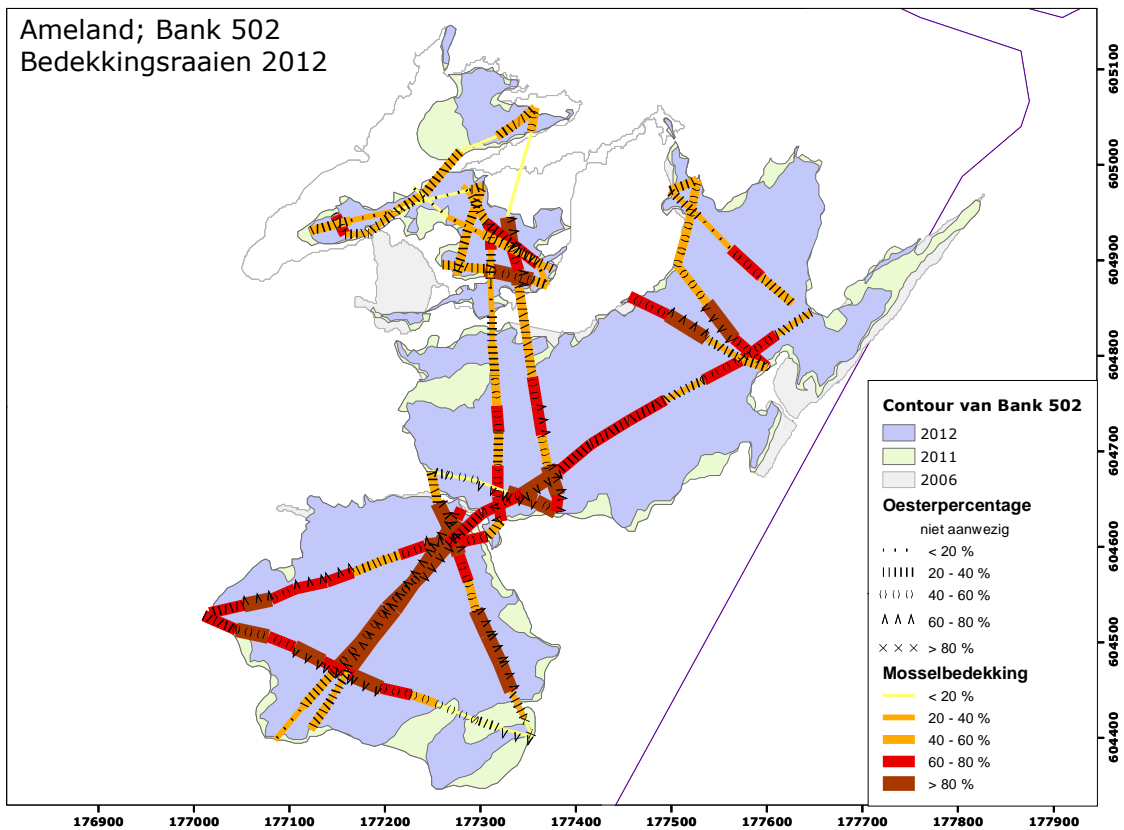 Ameland; Bank 502
Bedekkingsraaien 2012
605100
605000
604900
604800
604700
604600
604500
604400
Contour van Bank 502
2012
2011
2006
Oesterpercentage
niet aanwezig
< 20 %
20 - 40 %
40 - 60 %
60 - 80 %
> 80 %
Mosselbedekking
< 20 %
20 - 40 %
40 - 60 %
60 - 80 %
> 80 %
176900 177000 177100 177200 177300 177400 177500 177600 177700 177800 177900